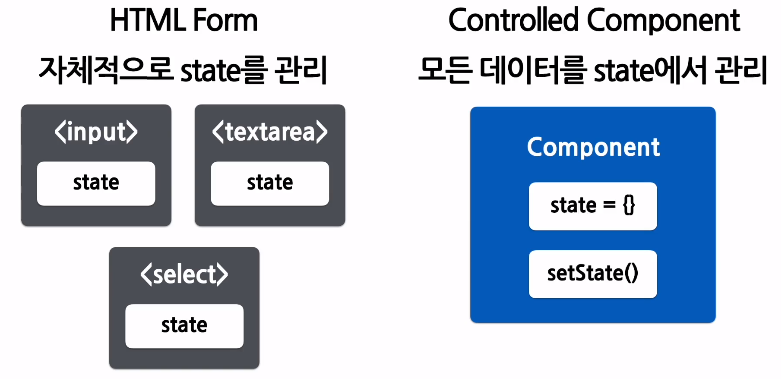 HTML Form
자체적으로 state를 관리
<input>
state
<textarea>
state
<select>
state
Controlled Component
모든 데이터를 state에서 관리
Component
state = {}
setState()